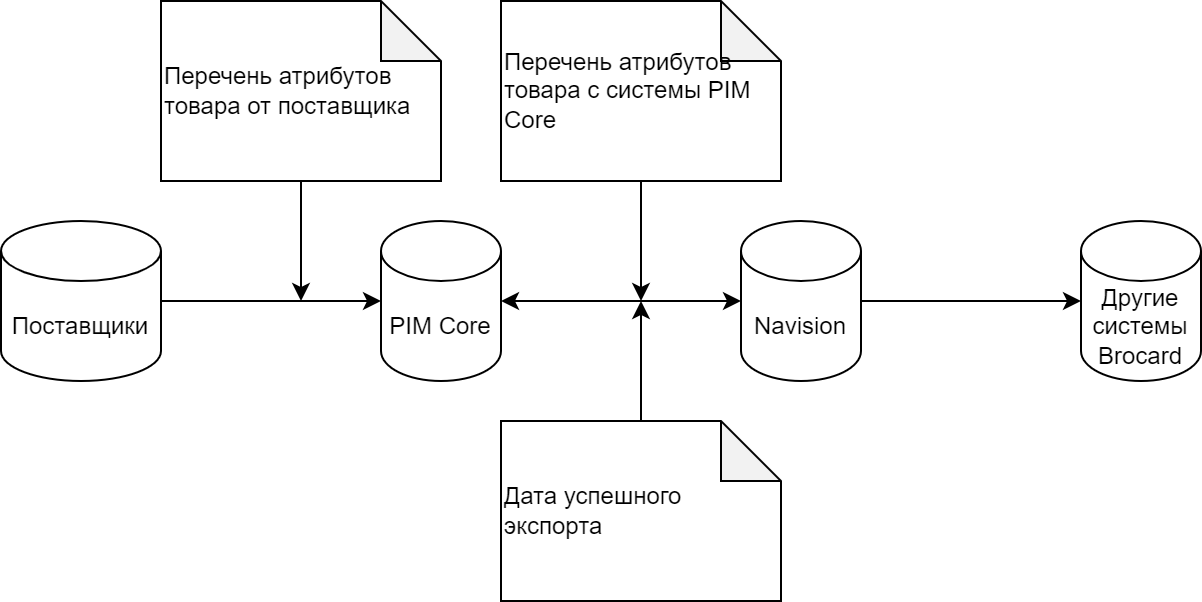 Перечень атрибутов
товара от поставщика
Перечень атрибутов
товара с системы PIM
Core
Поставщики
PIM Core
Navision
Другие
системы
Brocard
Дата успешного
экспорта